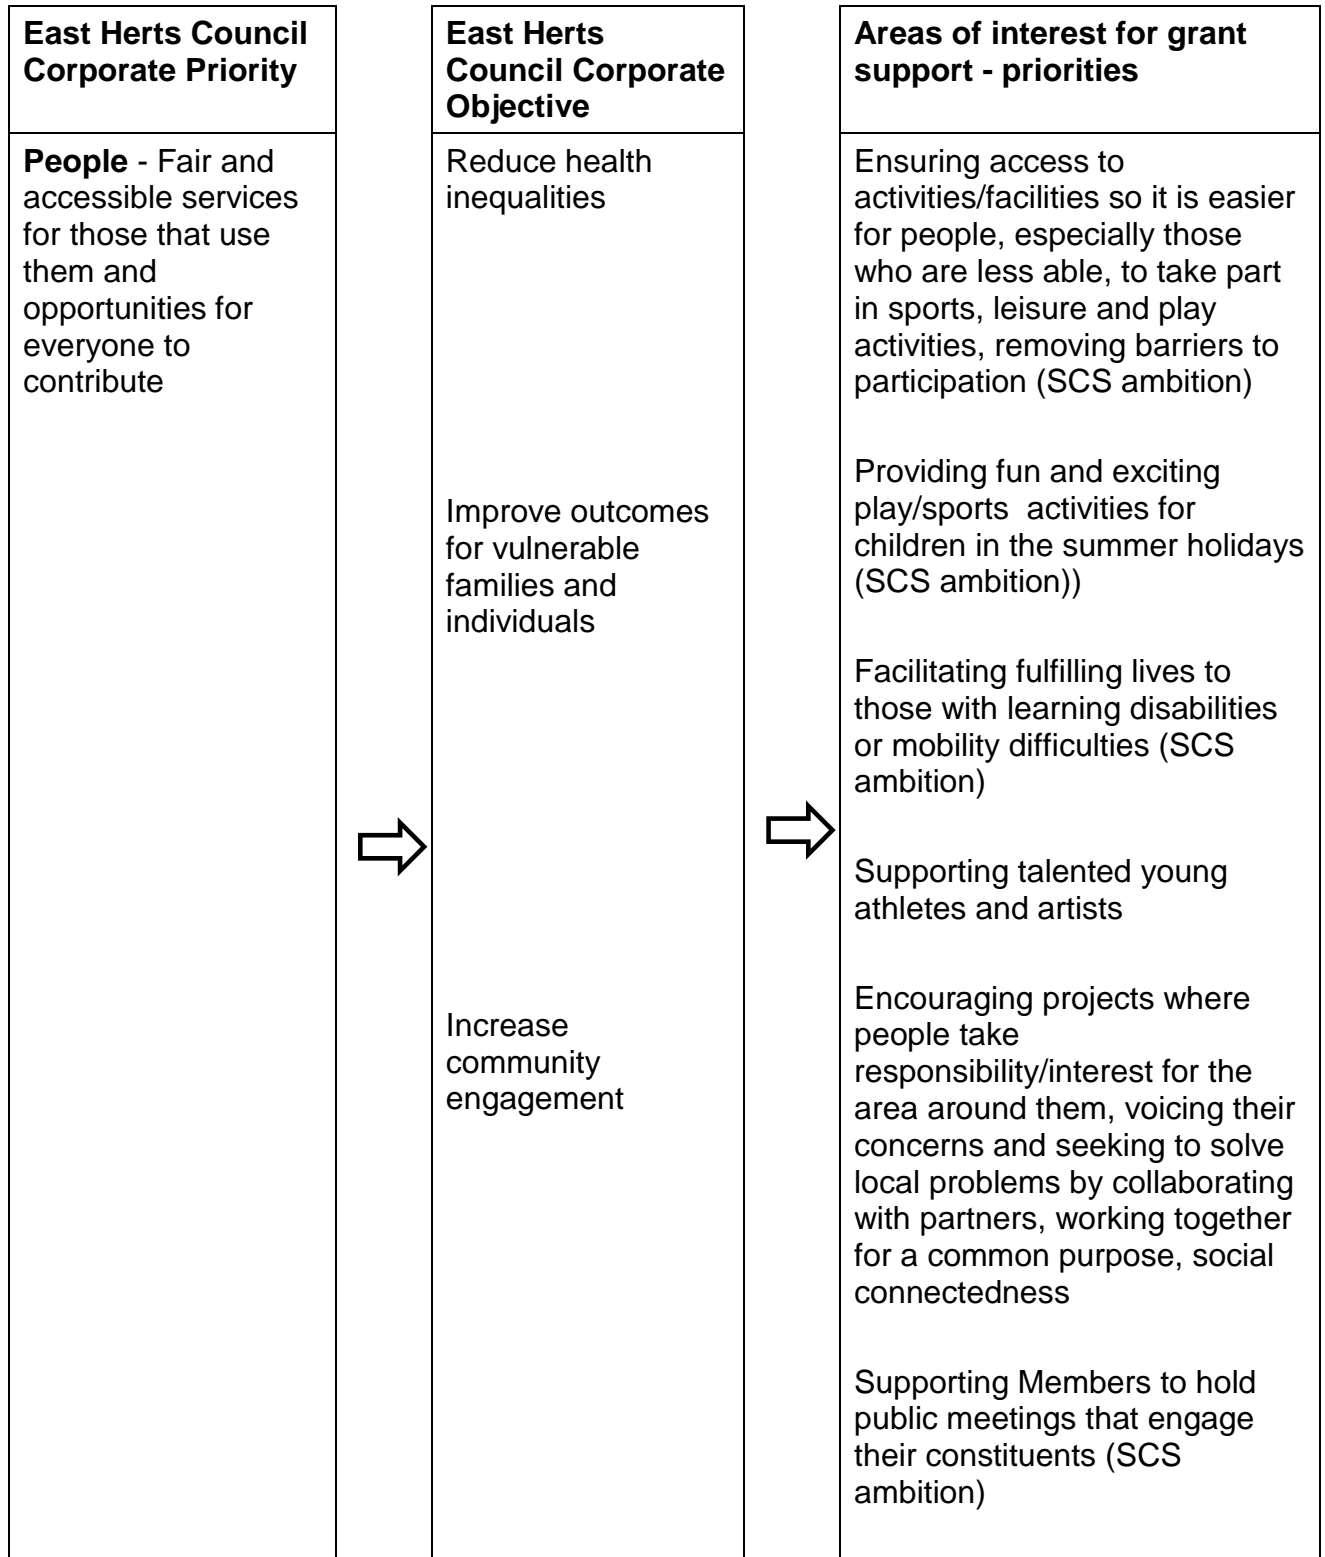 East Herts Council
Corporate Priority
People - Fair and
accessible services
for those that use
them and
opportunities for
everyone to
contribute
East Herts
Council Corporate
Objective
Reduce health
inequalities
Improve outcomes
for vulnerable
families and
individuals
Increase
community
engagement
Areas of interest for grant
support - priorities
Ensuring access to
activities/facilities so it is easier
for people, especially those
who are less able, to take part
in sports, leisure and play
activities, removing barriers to
participation (SCS ambition)
Providing fun and exciting
play/sports  activities for
children in the summer holidays
(SCS ambition))
Facilitating fulfilling lives to
those with learning disabilities
or mobility difficulties (SCS
ambition)
Supporting talented young
athletes and artists
Encouraging projects where
people take
responsibility/interest for the
area around them, voicing their
concerns and seeking to solve
local problems by collaborating
with partners, working together
for a common purpose, social
connectedness
Supporting Members to hold
public meetings that engage
their constituents (SCS
ambition)